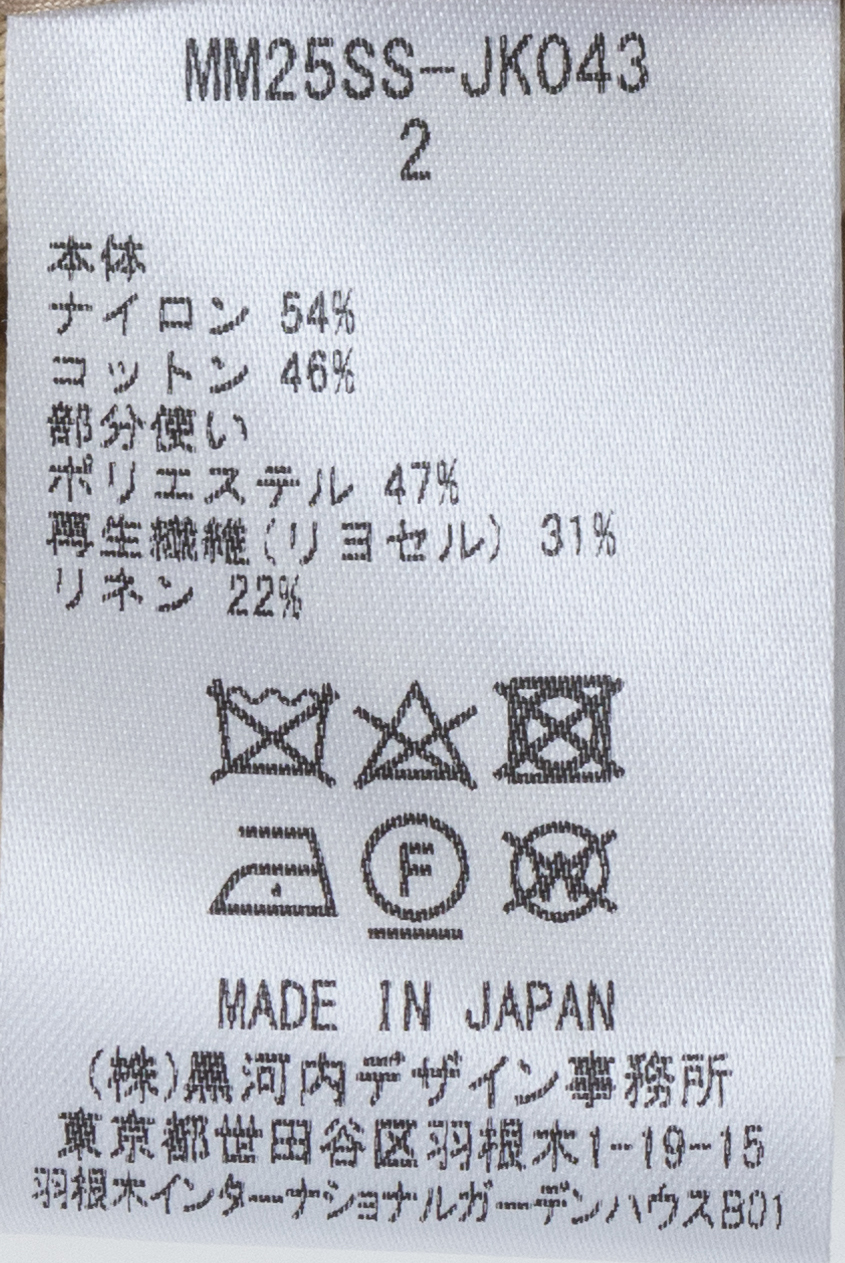 MM25SS-JK043
2
本体
ナイロン 54%
コットン 46%
部分使い
ポリエステル 47%
再生繊維(リヨセル) 31%
リネン 22%
F
W
MADE IN JAPAN
(株)黒河内デザイン事務所
東京都世田谷区羽根木1-19-15
羽根木インターナショナルガーデンハウスB01